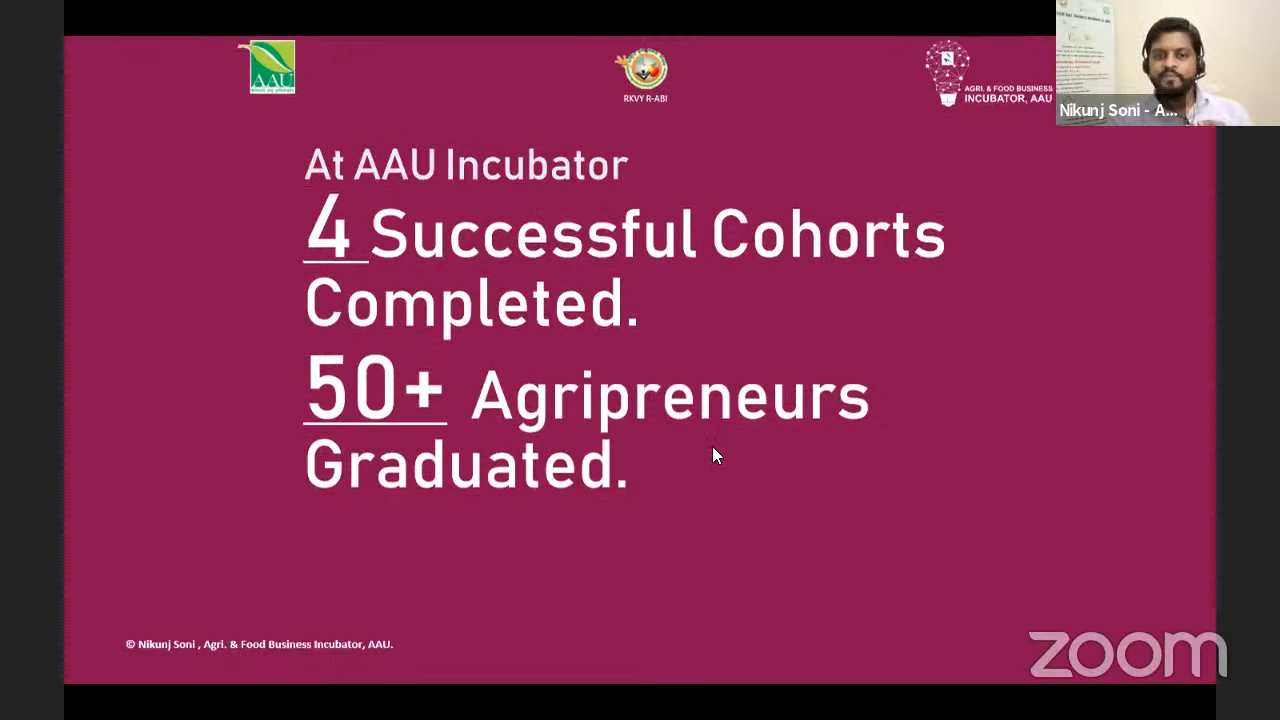 AAU
RKVY R-ABI
AGRI. & FOOD BUSINESS
INCUBATOR, AAU
Nikunj Soni - A...
At AAU Incubator
4 Successful Cohorts
Completed.
50+ Agripreneurs
Graduated.
© Nikunj Soni , Agri. & Food Business Incubator, AAU.
zoom